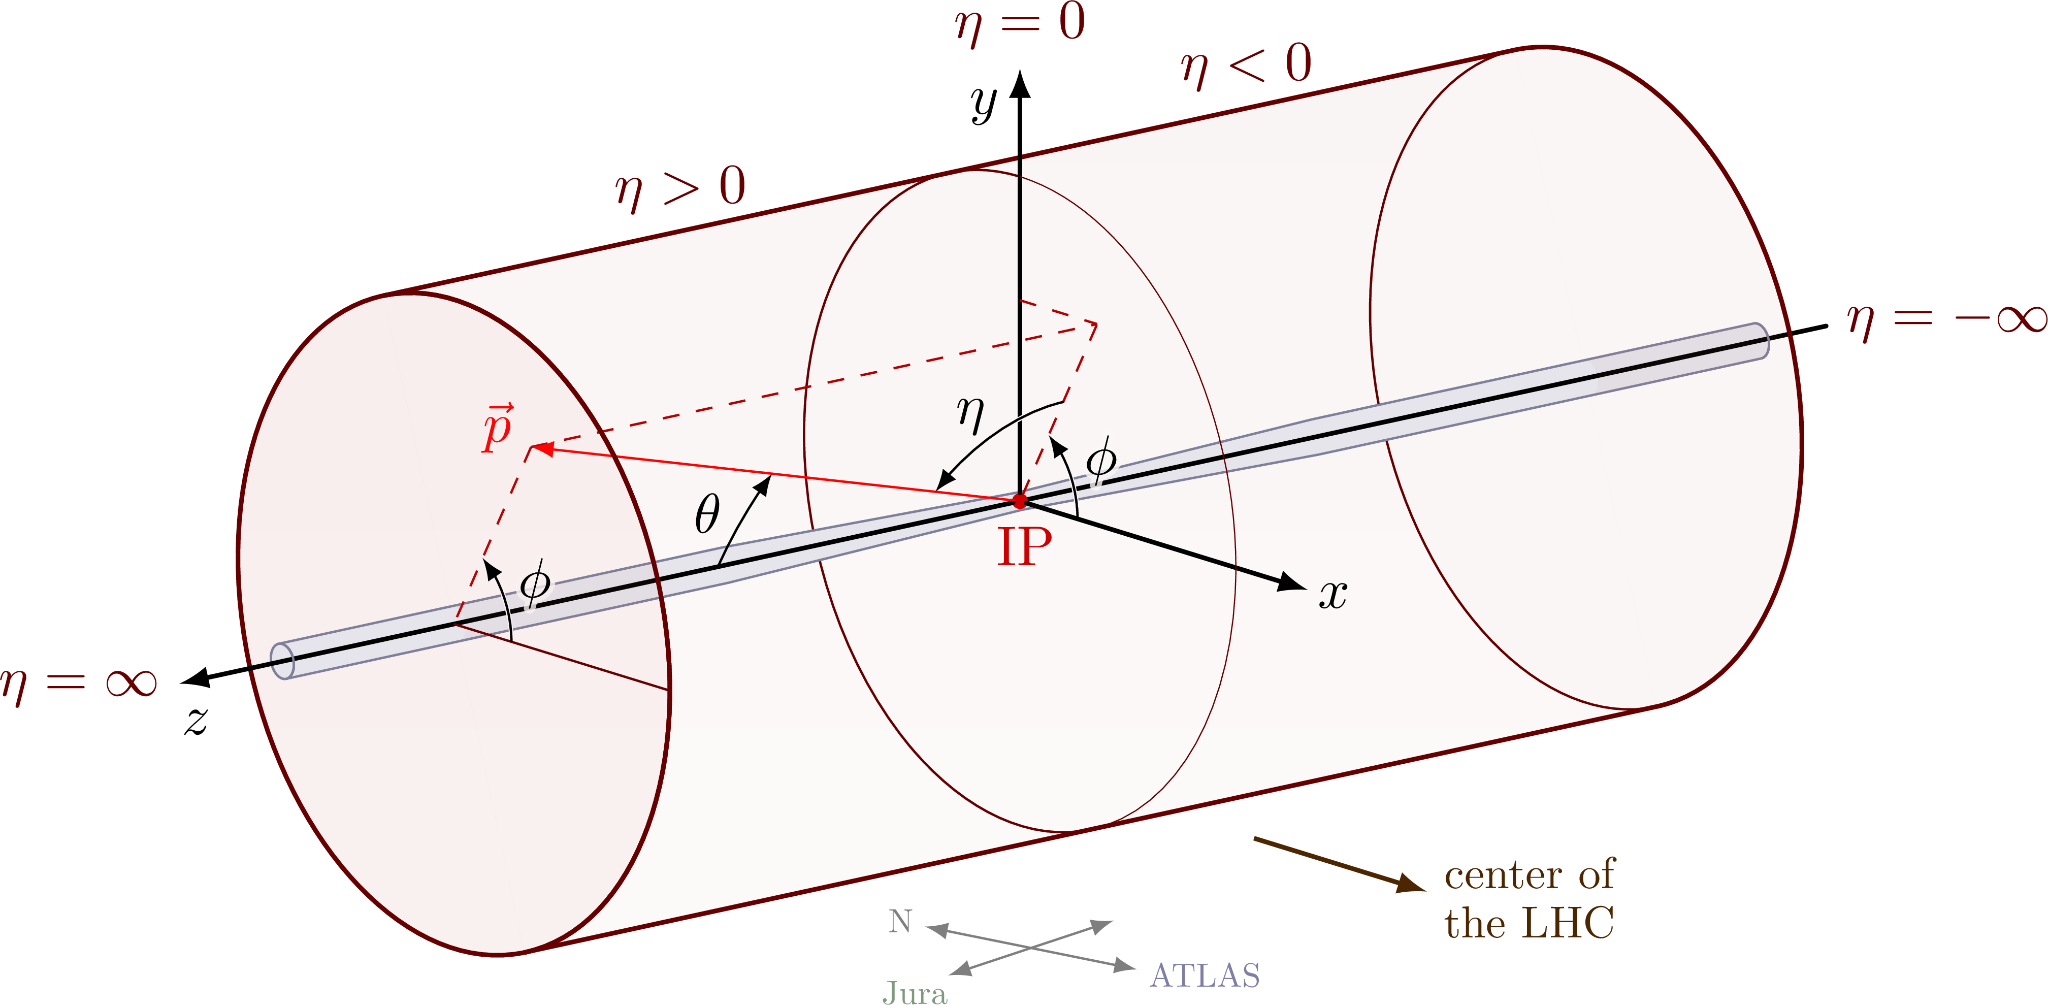 η = 0
η < 0
y
η > 0
η = −∞
p⃗
η
ϕ
θ
IP
ϕ
x
η = ∞
z
center of
the LHC
N
ATLAS
Jura